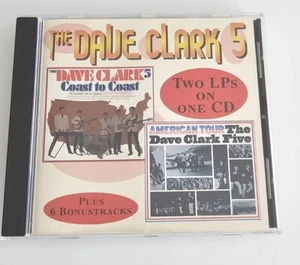 THE DAVE CLARK 5
THE DAVE CLARK 5
Coast to Coast
TWO LPS
ON
ONE CD
AMERICAN TOUR The
Dave Clark Five
PLUS
6 BONUSTRACKS